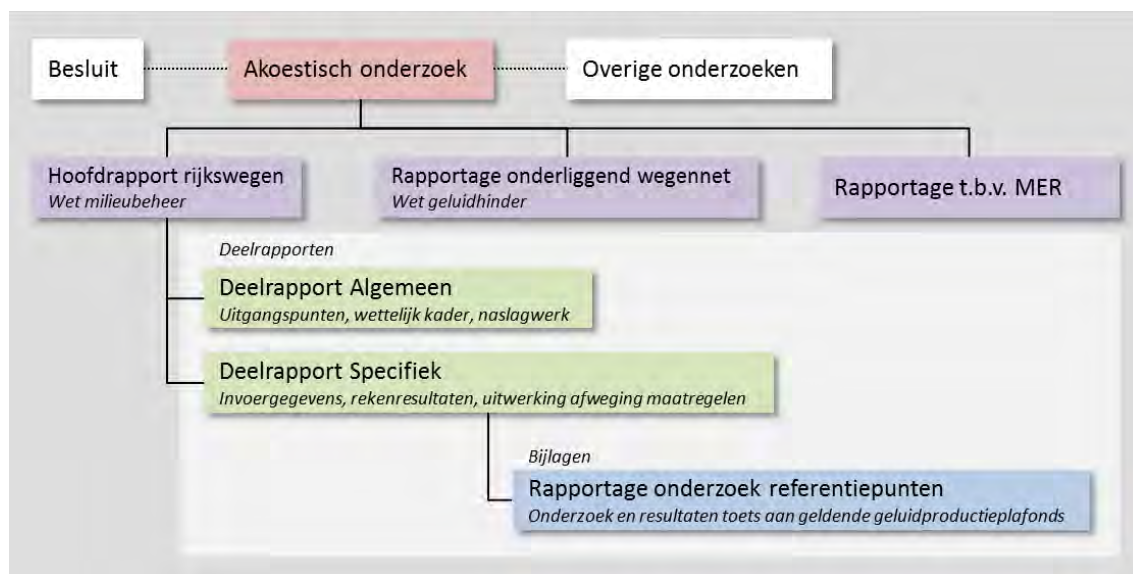 Besluit
Akoestisch onderzoek
Overige onderzoeken
Hoofdrapport rijkswegen
Wet milieubeheer
Rapportage onderliggend wegennet
Wet geluidhinder
Rapportage t.b.v. MER
Deelrapporten
Deelrapport Algemeen
Uitgangspunten, wettelijk kader, naslagwerk
Deelrapport Specifiek
Invoergegevens, rekenresultaten, uitwerking afweging maatregelen
Bijlagen
Rapportage onderzoek referentiepunten
Onderzoek en resultaten toets aan geldende geluidproductieplafonds